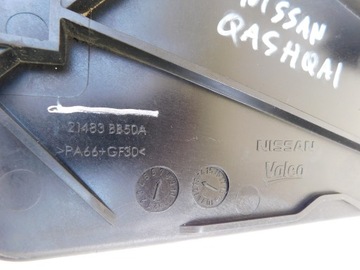 NISSAN
QASHQAI
21483 BB50A
>PA66+GF30<
NISSAN
Valeo